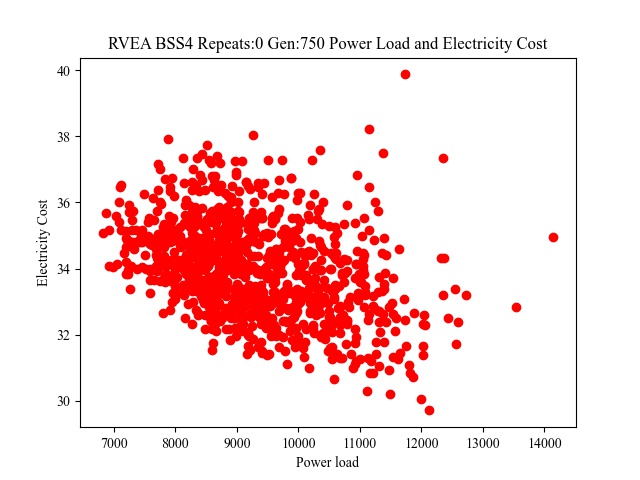 RVEA BSS4 Repeats:0 Gen:750 Power Load and Electricity Cost
40
38
36
34
32
30
Electricity Cost
7000 8000 9000 10000 11000 12000 13000 14000
Power load